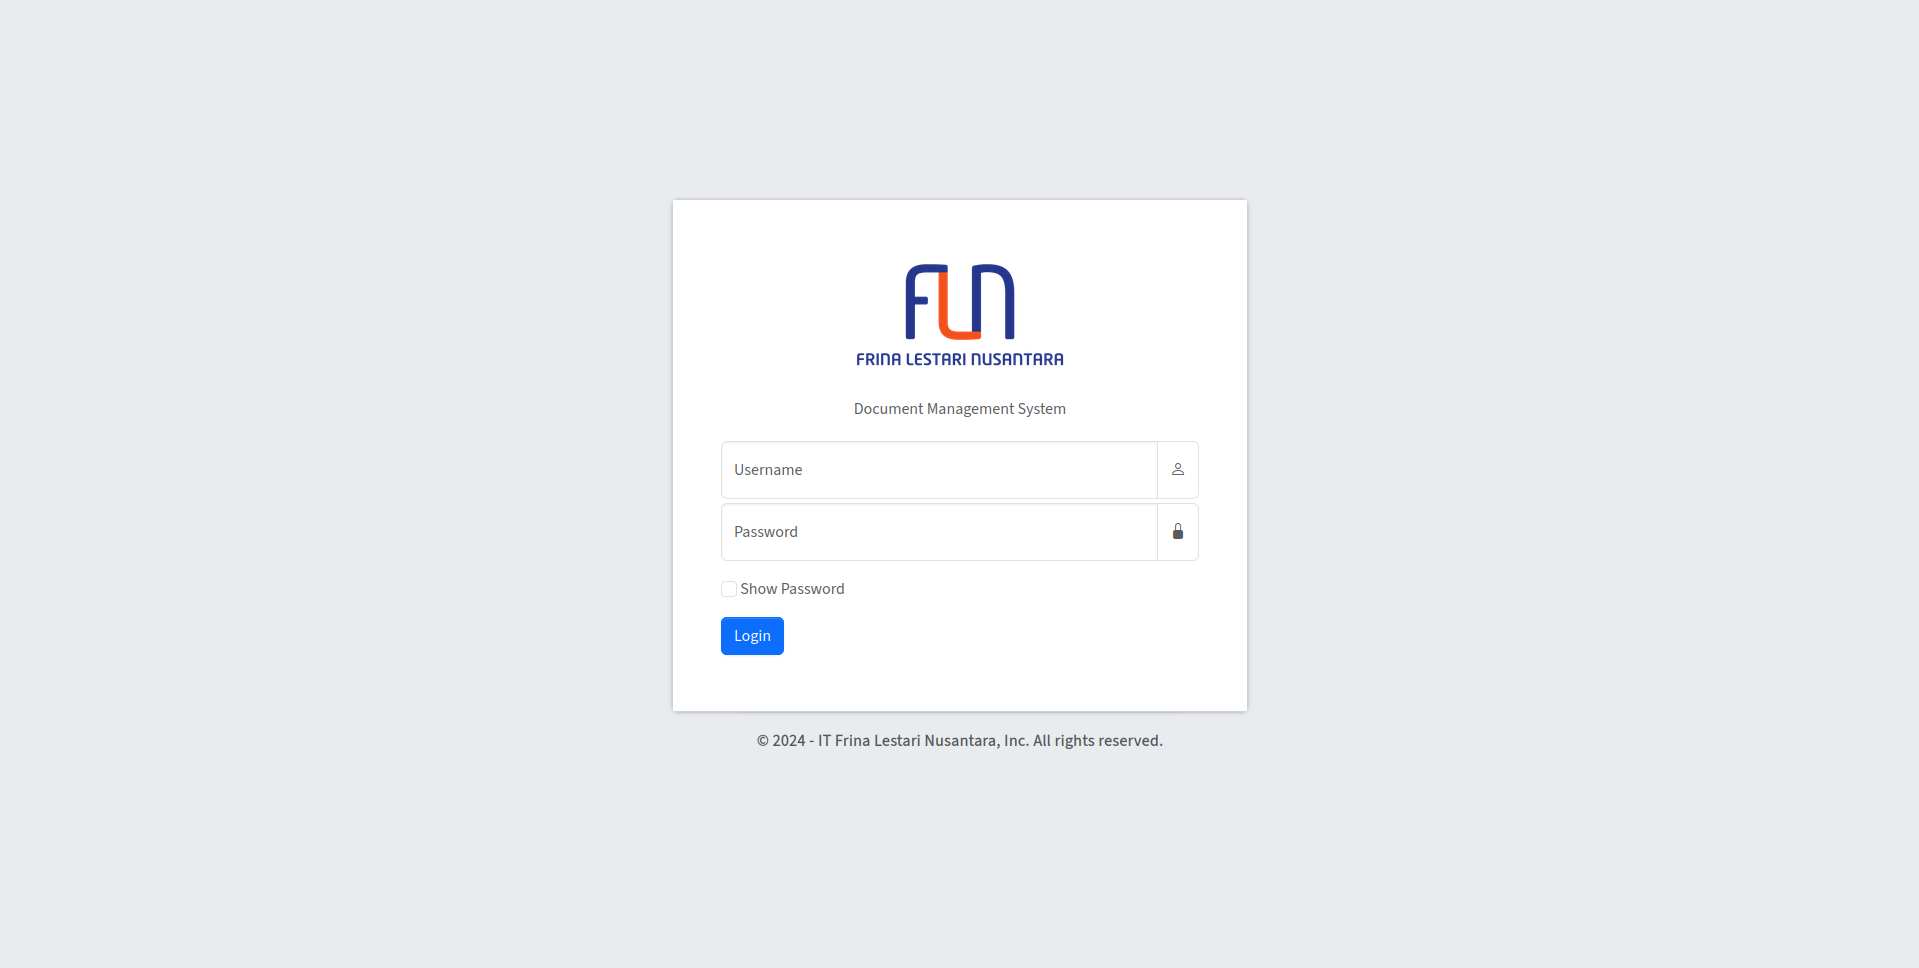 FLN
FRINA LESTARI NUSANTARA
Document Management System
Username
Password
Show Password
Login
© 2024 - IT Frina Lestari Nusantara, Inc. All rights reserved.